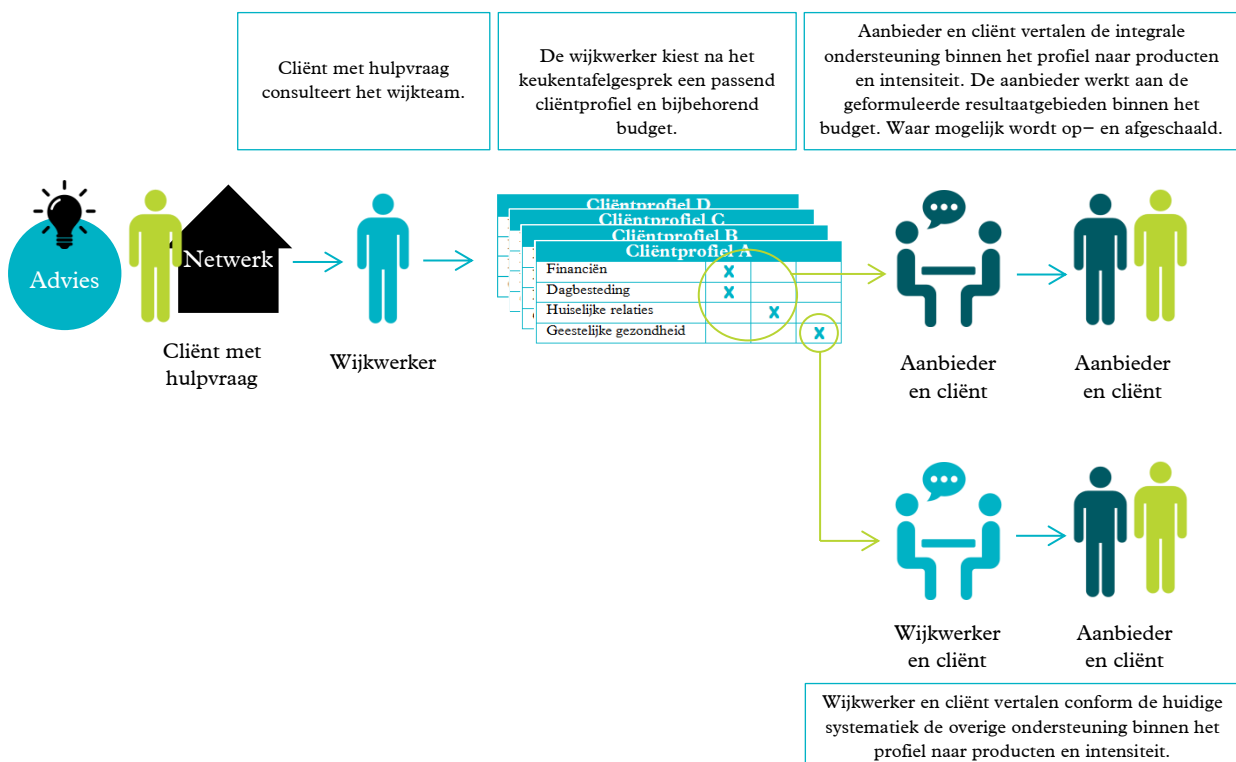 Cliënt met hulpvraag
consulteert het wijkteam.
De wijkwerker kiest na het
keukentafelgesprek een passend
cliëntprofiel en bijbehorend
budget.
Aanbieder en cliënt vertalen de integrale
ondersteuning binnen het profiel naar producten
en intensiteit. De aanbieder werkt aan de
geformuleerde resultaatgebieden binnen het
budget. Waar mogelijk wordt op– en afgeschaald.
Advies
Netwerk
Cliëntprofiel D
Cliëntprofiel C
Cliëntprofiel B
Cliëntprofiel A
Financiën X
Dagbesteding X
Huiselijke relaties X
Geestelijke gezondheid X
Cliënt met
hulpvraag
Wijkwerker
Aanbieder
en cliënt
Aanbieder
en cliënt
Wijkwerker
en cliënt
Aanbieder
en cliënt
Wijkwerker en cliënt vertalen conform de huidige
systematiek de overige ondersteuning binnen het
profiel naar producten en intensiteit.